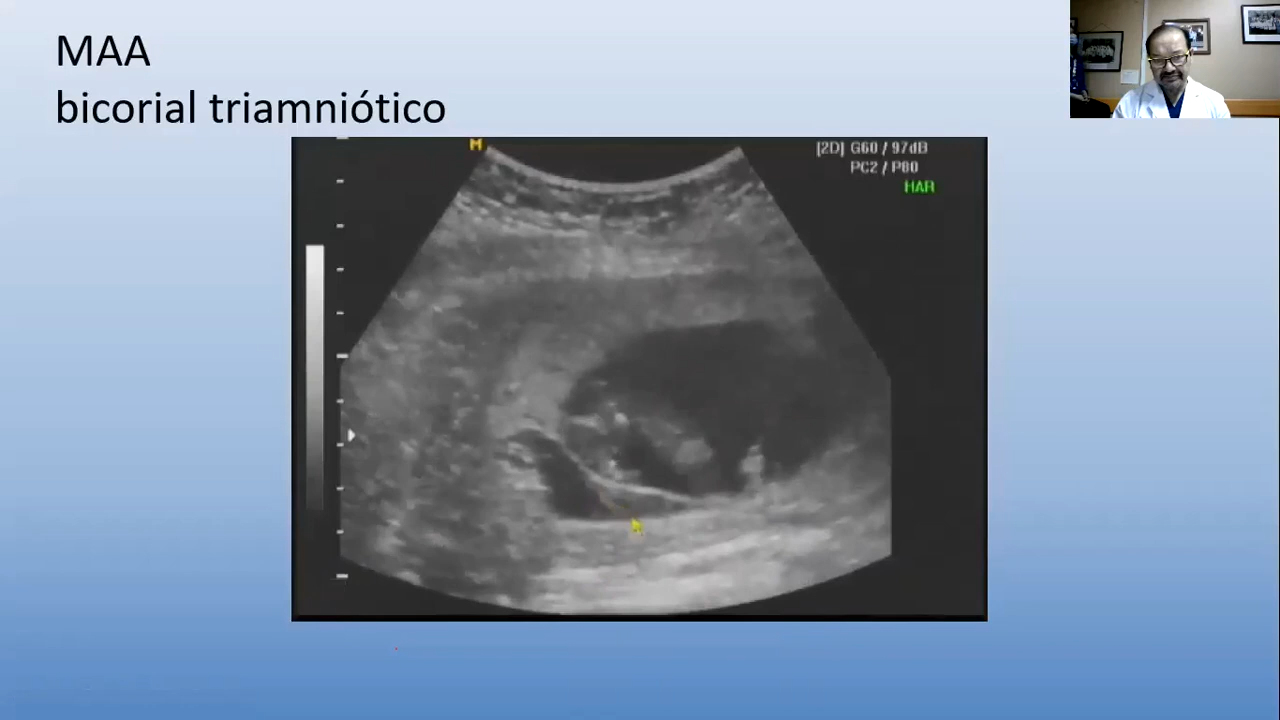 MAA
bicorial triamniótico
M
[2D] G60 / 97dB
PC2 / P80
HAR